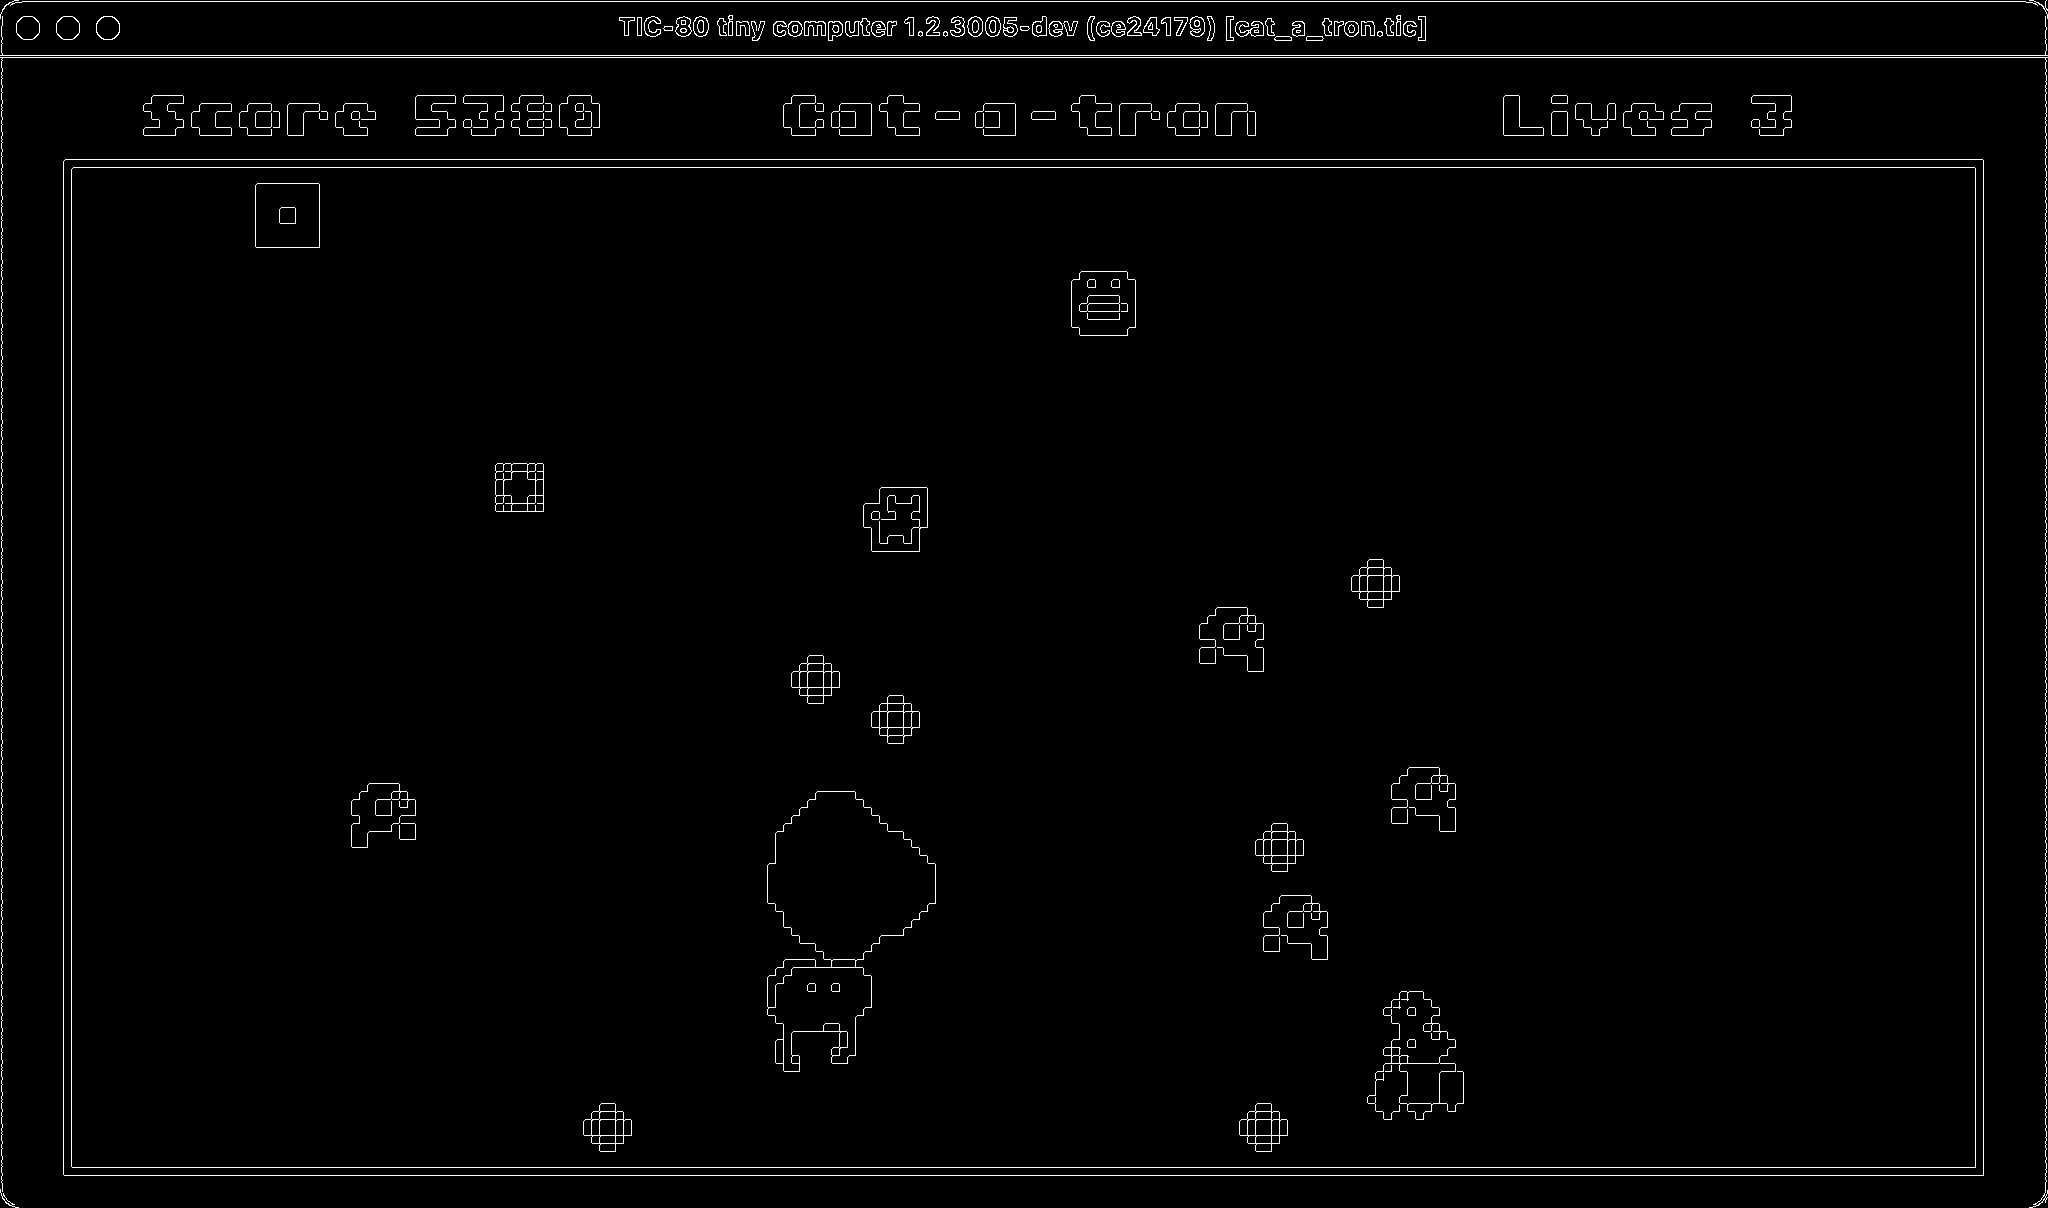 TIC-80 tiny computer 1.2.3005-dev (ce24179) [cat_a_tron.tic]
Score 5380 Cat-a-tron Lives 3